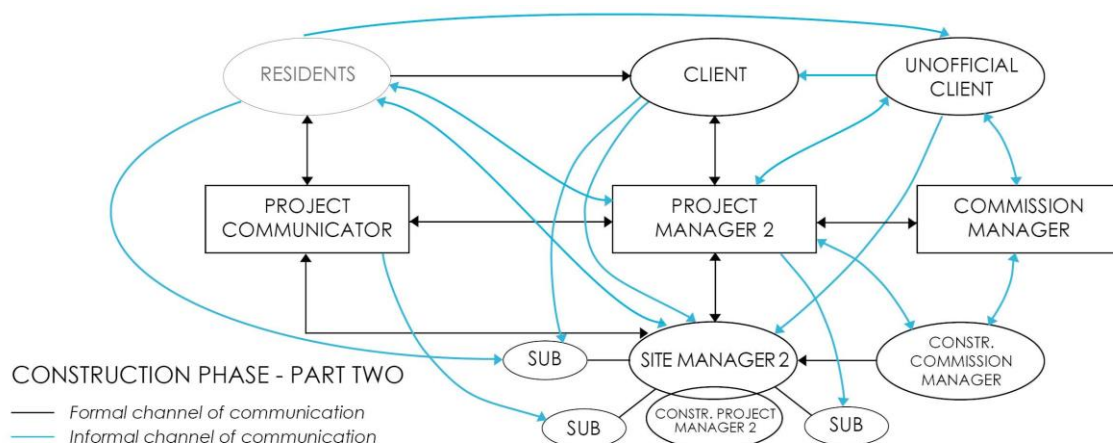 RESIDENTS
CLIENT
UNOFFICIAL
CLIENT
PROJECT
COMMUNICATOR
PROJECT
MANAGER 2
COMMISSION
MANAGER
SUB
SITE MANAGER 2
CONSTR.
COMMISSION
MANAGER
SUB
CONSTR. PROJECT
MANAGER 2
SUB
CONSTRUCTION PHASE - PART TWO
Formal channel of communication
Informal channel of communication